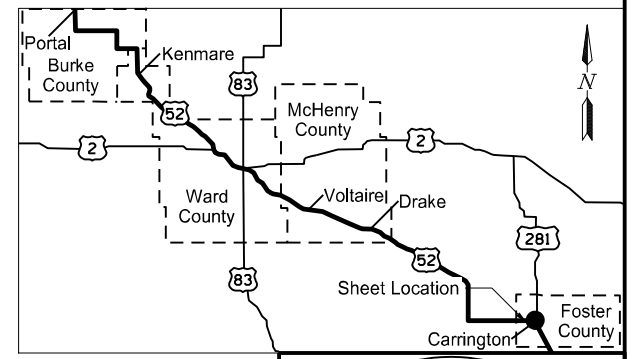 Portal
Burke
County
Kenmare
83
52
McHenry
County
N
2
2
Ward
County
Voltaire
Drake
281
52
83
Sheet Location
Foster
County
Carrington